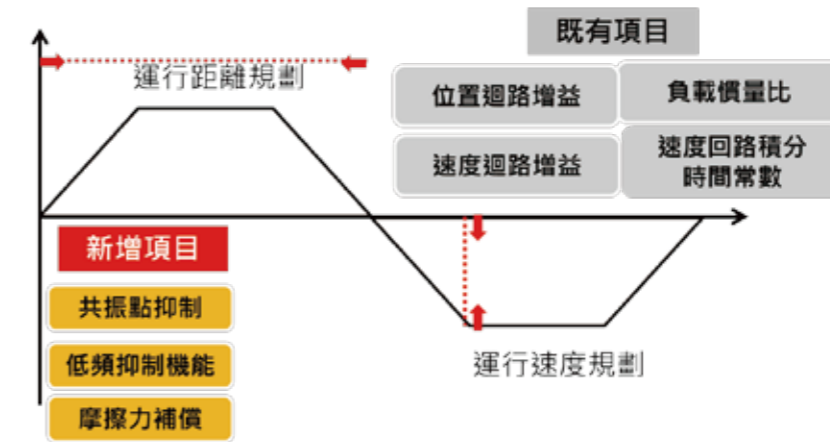 既有項目
運行距離規劃
位置迴路增益
負載慣量比
速度迴路增益
速度回路積分
時間常數
新增項目
共振點抑制
低頻抑制機能
摩擦力補償
運行速度規劃